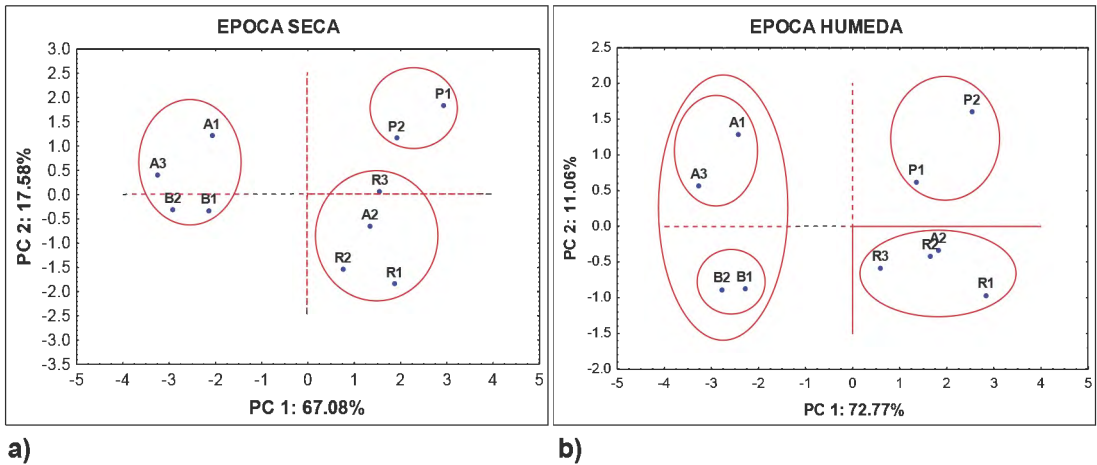 EPOCA SECA
3.0
2.5
2.0
1.5
1.0
0.5
0.0
-0.5
-1.0
-1.5
-2.0
-2.5
-3.0
-3.5
PC 2: 17.58%
A1
A3
B2 B1
P1
P2
R3
A2
R2
R1
-5 -4 -3 -2 -1 0 1 2 3 4 5
PC 1: 67.08%
a)
EPOCA HUMEDA
2.5
2.0
1.5
1.0
0.5
0.0
-0.5
-1.0
-1.5
-2.0
PC 2: 11.06%
A1
A3
B2 B1
P2
P1
A2
R2
R3
R1
-5 -4 -3 -2 -1 0 1 2 3 4 5
PC 1: 72.77%
b)